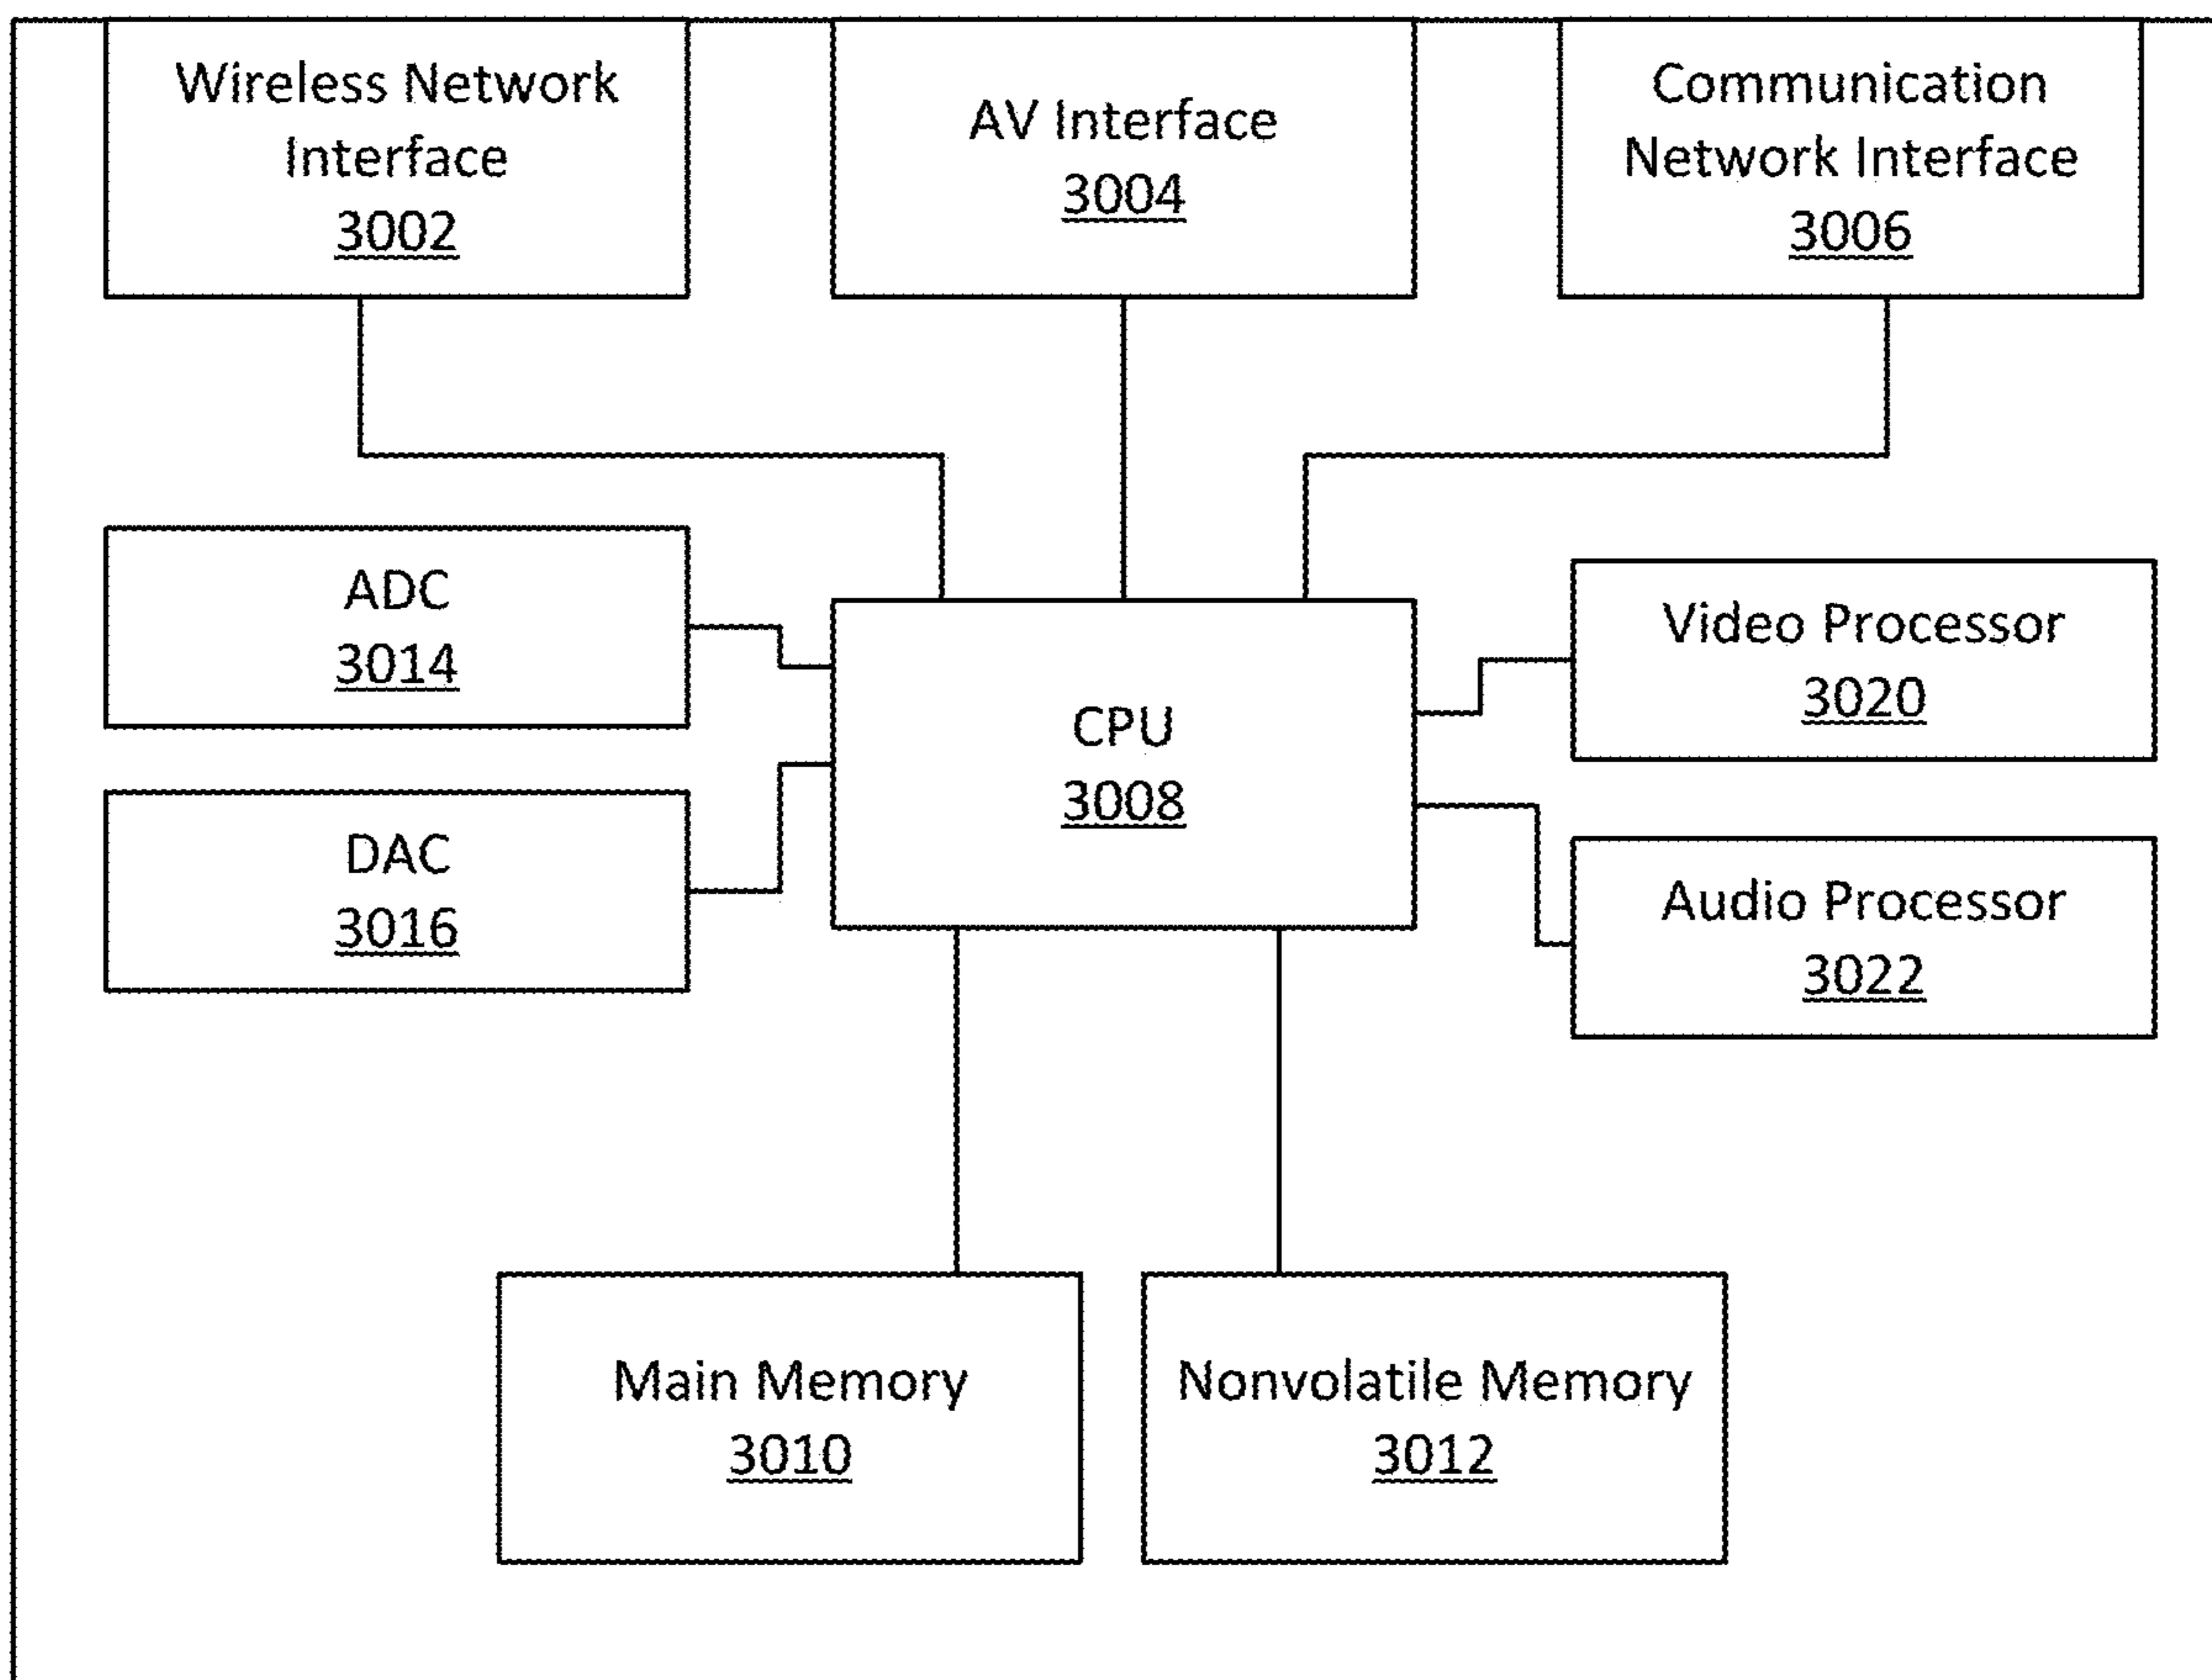 Wireless Network
Interface
3002
AV Interface
3004
Communication
Network Interface
3006
ADC
3014
CPU
3008
Video Processor
3020
DAC
3016
Audio Processor
3022
Main Memory
3010
Nonvolatile Memory
3012